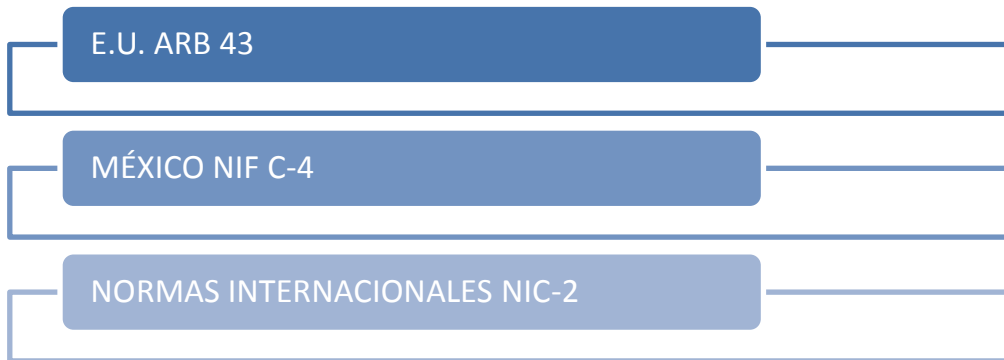 E.U. ARB 43
MÉXICO NIF C-4
NORMAS INTERNACIONALES NIC-2